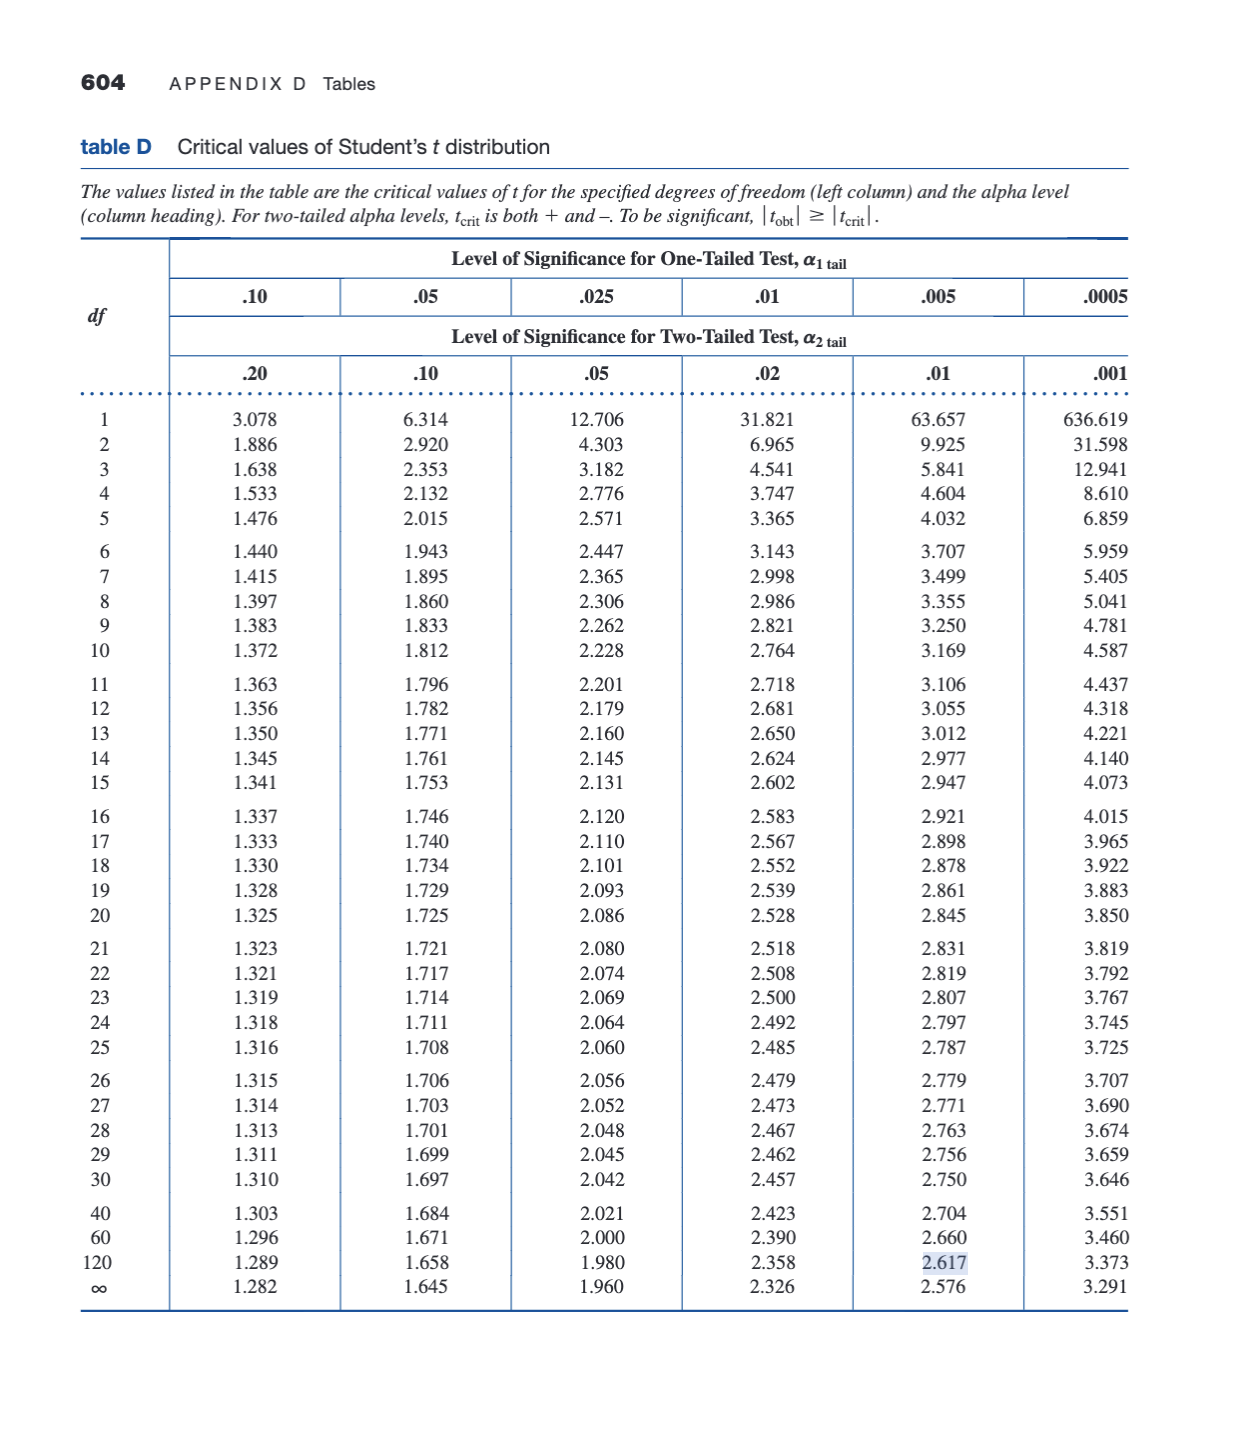 604 APPENDIX D Tables
table D Critical values of Student's t distribution
The values listed in the table are the critical values of t for the specified degrees of freedom (left column) and the alpha level
(column heading). For two-tailed alpha levels, tcrit is both + and –. To be significant, |tobt| ≥ |tcrit|.
Level of Significance for One-Tailed Test, α1 tail
.10 .05 .025 .01 .005 .0005
df
Level of Significance for Two-Tailed Test, α2 tail
.20 .10 .05 .02 .01 .001
1 3.078 6.314 12.706 31.821 63.657 636.619
2 1.886 2.920 4.303 6.965 9.925 31.598
3 1.638 2.353 3.182 4.541 5.841 12.941
4 1.533 2.132 2.776 3.747 4.604 8.610
5 1.476 2.015 2.571 3.365 4.032 6.859
6 1.440 1.943 2.447 3.143 3.707 5.959
7 1.415 1.895 2.365 2.998 3.499 5.405
8 1.397 1.860 2.306 2.986 3.355 5.041
9 1.383 1.833 2.262 2.821 3.250 4.781
10 1.372 1.812 2.228 2.764 3.169 4.587
11 1.363 1.796 2.201 2.718 3.106 4.437
12 1.356 1.782 2.179 2.681 3.055 4.318
13 1.350 1.771 2.160 2.650 3.012 4.221
14 1.345 1.761 2.145 2.624 2.977 4.140
15 1.341 1.753 2.131 2.602 2.947 4.073
16 1.337 1.746 2.120 2.583 2.921 4.015
17 1.333 1.740 2.110 2.567 2.898 3.965
18 1.330 1.734 2.101 2.552 2.878 3.922
19 1.328 1.729 2.093 2.539 2.861 3.883
20 1.325 1.725 2.086 2.528 2.845 3.850
21 1.323 1.721 2.080 2.518 2.831 3.819
22 1.321 1.717 2.074 2.508 2.819 3.792
23 1.319 1.714 2.069 2.500 2.807 3.767
24 1.318 1.711 2.064 2.492 2.797 3.745
25 1.316 1.708 2.060 2.485 2.787 3.725
26 1.315 1.706 2.056 2.479 2.779 3.707
27 1.314 1.703 2.052 2.473 2.771 3.690
28 1.313 1.701 2.048 2.467 2.763 3.674
29 1.311 1.699 2.045 2.462 2.756 3.659
30 1.310 1.697 2.042 2.457 2.750 3.646
40 1.303 1.684 2.021 2.423 2.704 3.551
60 1.296 1.671 2.000 2.390 2.660 3.460
120 1.289 1.658 1.980 2.358 2.617 3.373
∞ 1.282 1.645 1.960 2.326 2.576 3.291